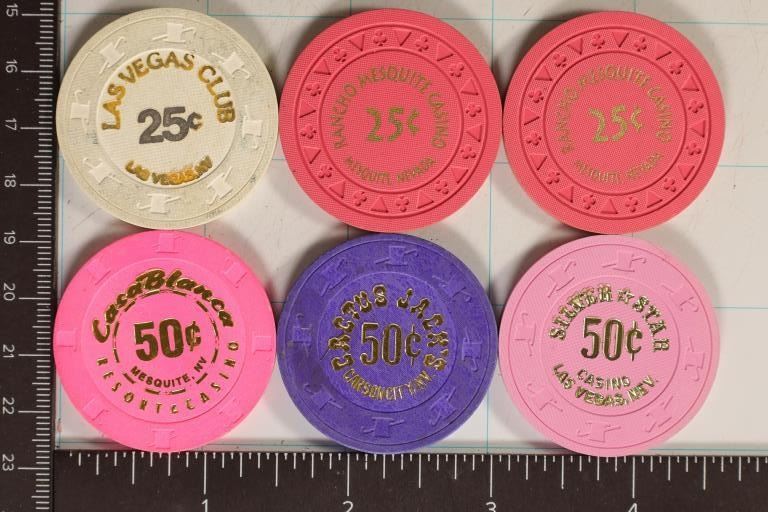 15
16
17
18
19
20
21
22
23
LAS VEGAS CLUB
25¢
LAS VEGAS, NV
RANCHO MESQUITE CASINO
25¢
MESQUITE, NEVADA
RANCHO MESQUITE CASINO
25¢
MESQUITE, NEVADA
CasaBlanca
50¢
MESQUITE, NV
RESORT & CASINO
CACTUS JACK'S
50¢
CARSON CITY, NV
SILVER STAR
50¢
CASINO
LAS VEGAS, NEV.
1 2 3 4